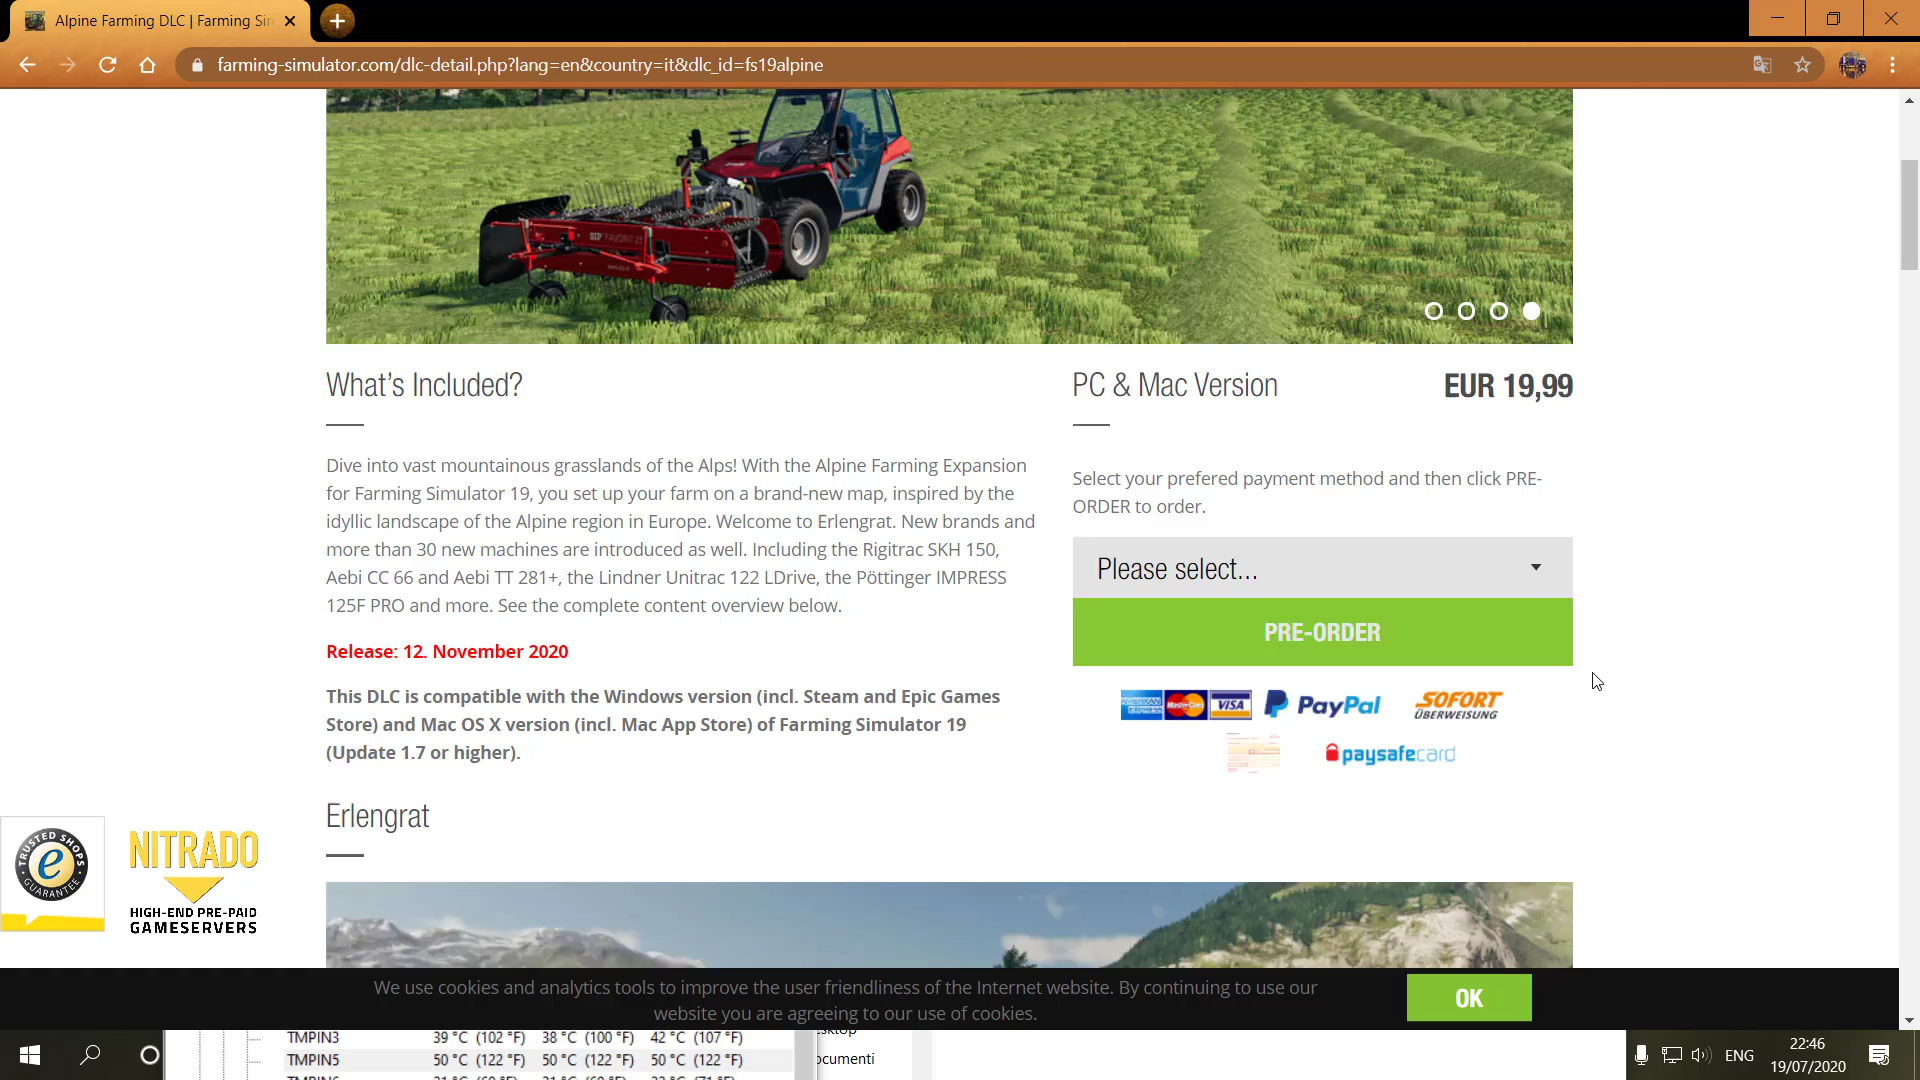 Alpine Farming DLC | Farming Sim
farming-simulator.com/dlc-detail.php?lang=en&country=it&dlc_id=fs19alpine
SIP FAVORIT
What's Included?
Dive into vast mountainous grasslands of the Alps! With the Alpine Farming Expansion
for Farming Simulator 19, you set up your farm on a brand-new map, inspired by the
idyllic landscape of the Alpine region in Europe. Welcome to Erlengrat. New brands and
more than 30 new machines are introduced as well. Including the Rigitrac SKH 150,
Aebi CC 66 and Aebi TT 281+, the Lindner Unitrac 122 LDrive, the Pöttinger IMPRESS
125F PRO and more. See the complete content overview below.
Release: 12. November 2020
This DLC is compatible with the Windows version (incl. Steam and Epic Games
Store) and Mac OS X version (incl. Mac App Store) of Farming Simulator 19
(Update 1.7 or higher).
Erlengrat
PC & Mac Version EUR 19,99
Select your prefered payment method and then click PRE-
ORDER to order.
Please select...
PRE-ORDER
AMERICAN EXPRESS MasterCard VISA PayPal SOFORT
ÜBERWEISUNG
paysafecard
TRUSTED SHOPS
e
GUARANTEE
NITRADO
HIGH-END PRE-PAID
GAMESERVERS
We use cookies and analytics tools to improve the user friendliness of the Internet website. By continuing to use our
website you are agreeing to our use of cookies.
OK
TMPIN3 39 °C (102 °F) 38 °C (100 °F) 42 °C (107 °F)
TMPIN5 50 °C (122 °F) 50 °C (122 °F) 50 °C (122 °F)
ocumenti
ENG
22:46
19/07/2020